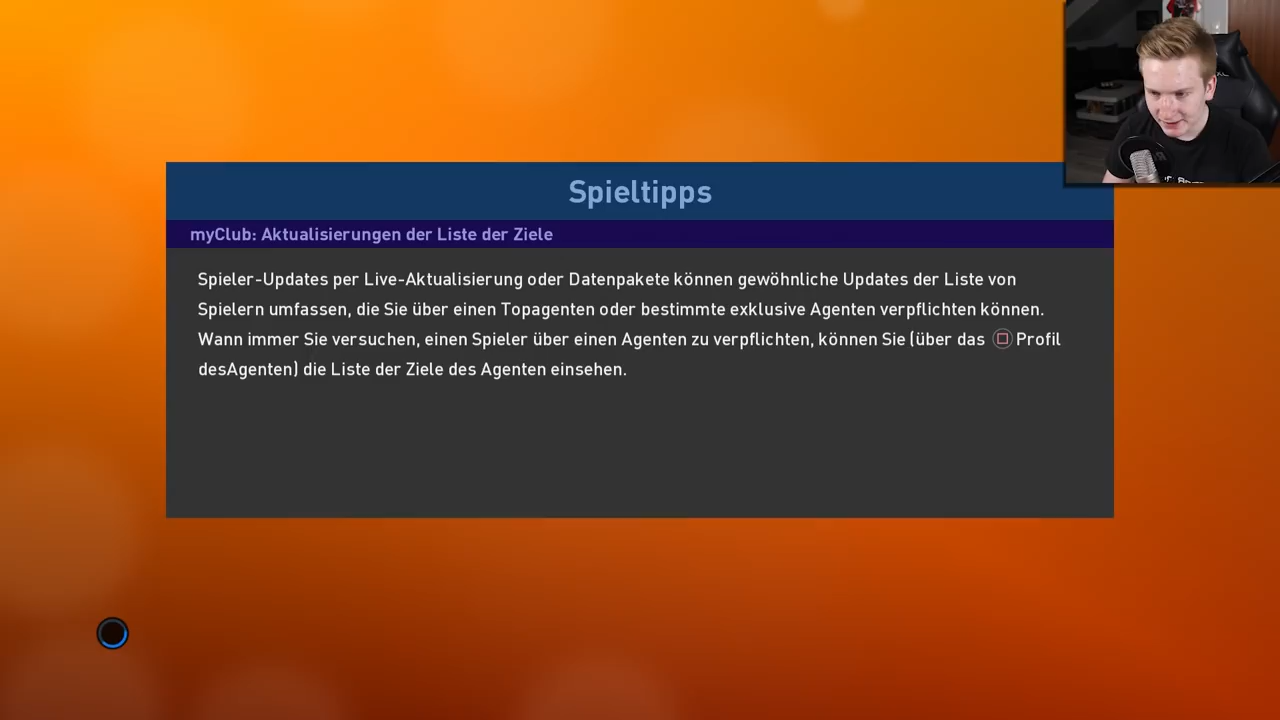 Spieltipps
myClub: Aktualisierungen der Liste der Ziele
Spieler-Updates per Live-Aktualisierung oder Datenpakete können gewöhnliche Updates der Liste von
Spielern umfassen, die Sie über einen Topagenten oder bestimmte exklusive Agenten verpflichten können.
Wann immer Sie versuchen, einen Spieler über einen Agenten zu verpflichten, können Sie (über das Profil
desAgenten) die Liste der Ziele des Agenten einsehen.